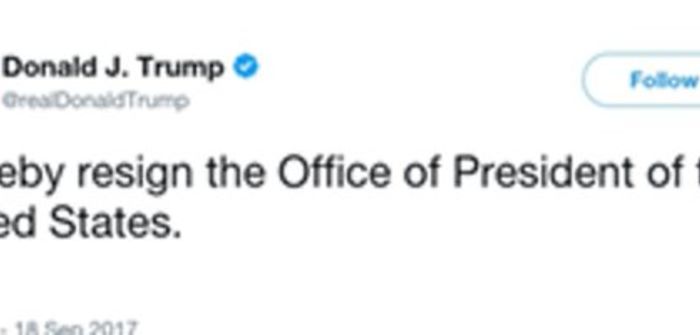 Donald J. Trump
@realDonaldTrump
Follow
eby resign the Office of President of t
ed States.
- 18 Sep 2017